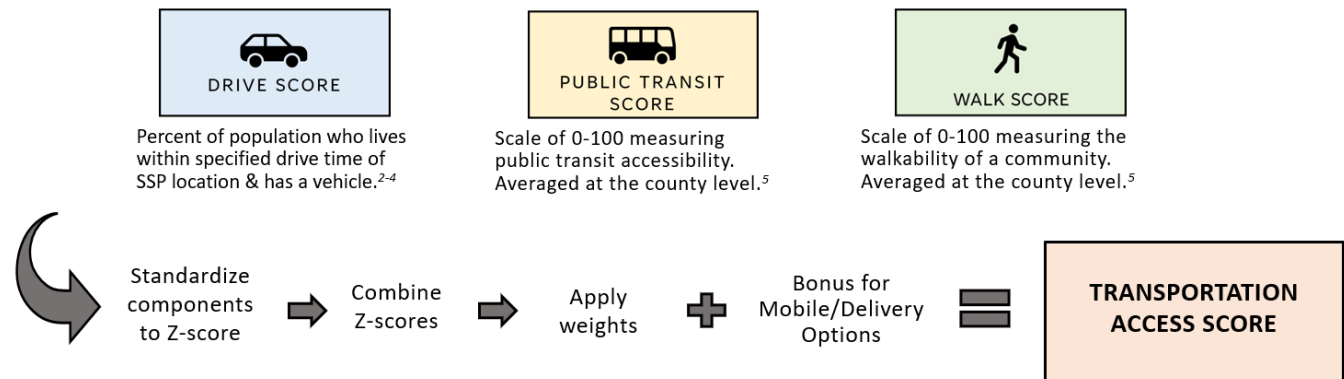 DRIVE SCORE
PUBLIC TRANSIT
SCORE
WALK SCORE
Percent of population who lives
within specified drive time of
SSP location & has a vehicle.2-4
Scale of 0-100 measuring
public transit accessibility.
Averaged at the county level.5
Scale of 0-100 measuring the
walkability of a community.
Averaged at the county level.5
Standardize
components
to Z-score
Combine
Z-scores
Apply
weights
Bonus for
Mobile/Delivery
Options
TRANSPORTATION
ACCESS SCORE